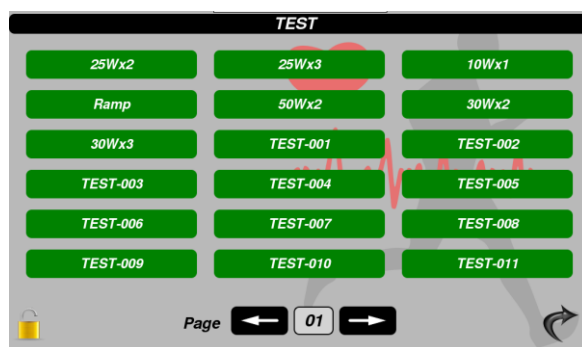 TEST
25Wx2 25Wx3 10Wx1
Ramp 50Wx2 30Wx2
30Wx3 TEST-001 TEST-002
TEST-003 TEST-004 TEST-005
TEST-006 TEST-007 TEST-008
TEST-009 TEST-010 TEST-011
Page 01